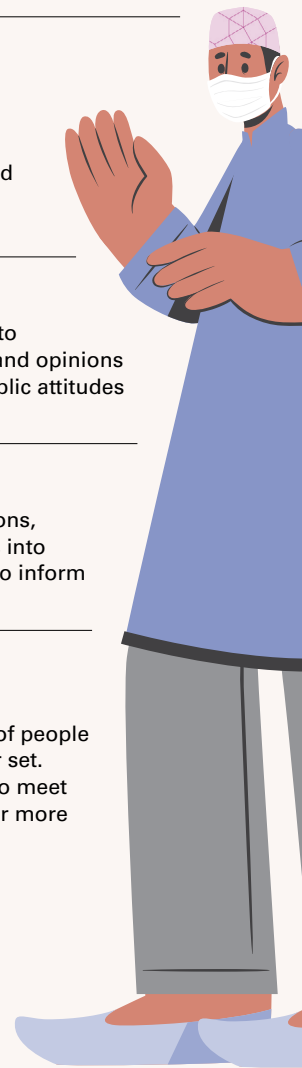 d
to
and opinions
blic attitudes
ons,
into
o inform
of people
set.
o meet
r more